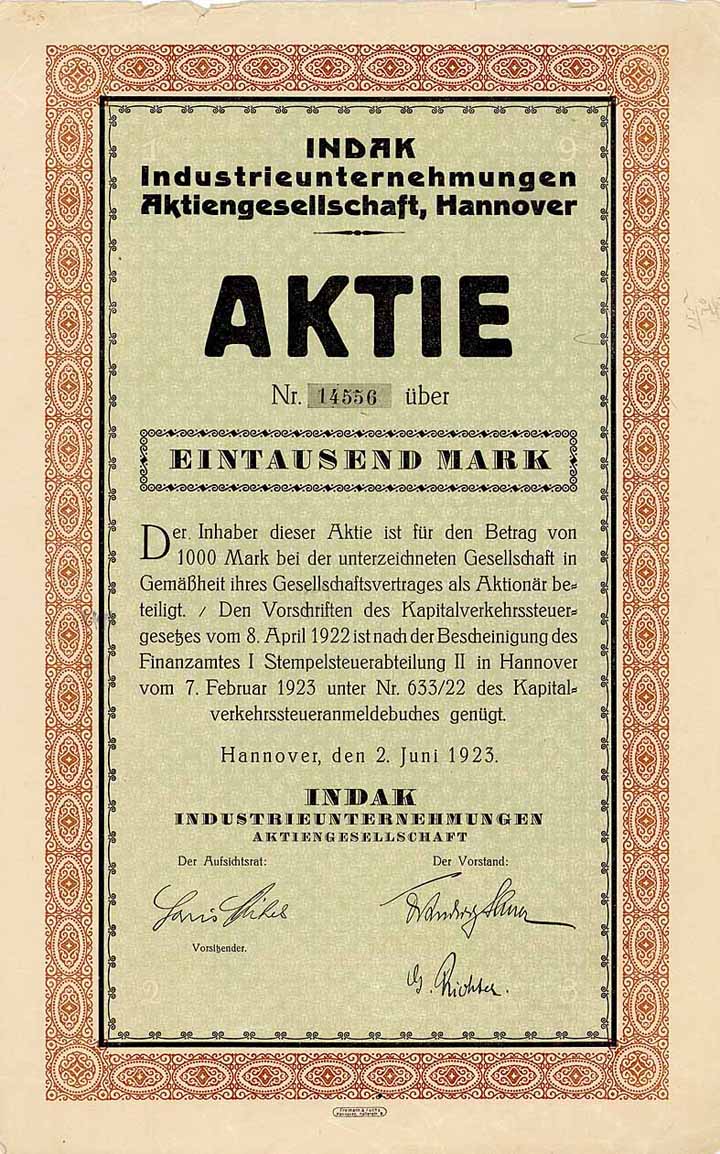 INDAK
Industrieunternehmungen
Aktiengesellschaft, Hannover
AKTIE
Nr. 14556 über
EINTAUSEND MARK
Der Inhaber dieser Aktie ist für den Betrag von
1000 Mark bei der unterzeichneten Gesellschaft in
Gemäßheit ihres Gesellschaftsvertrages als Aktionär be=
teiligt. / Den Vorschriften des Kapitalverkehrssteuer=
gesetzes vom 8. April 1922 ist nach der Bescheinigung des
Finanzamtes I Stempelsteuerabteilung II in Hannover
vom 7. Februar 1923 unter Nr. 633/22 des Kapital=
verkehrssteueranmeldebuches genügt.
Hannover, den 2. Juni 1923.
INDAK
INDUSTRIEUNTERNEHMUNGEN
AKTIENGESELLSCHAFT
Der Aufsichtsrat:
Der Vorstand:
Vorsitzender.
G. Richter.